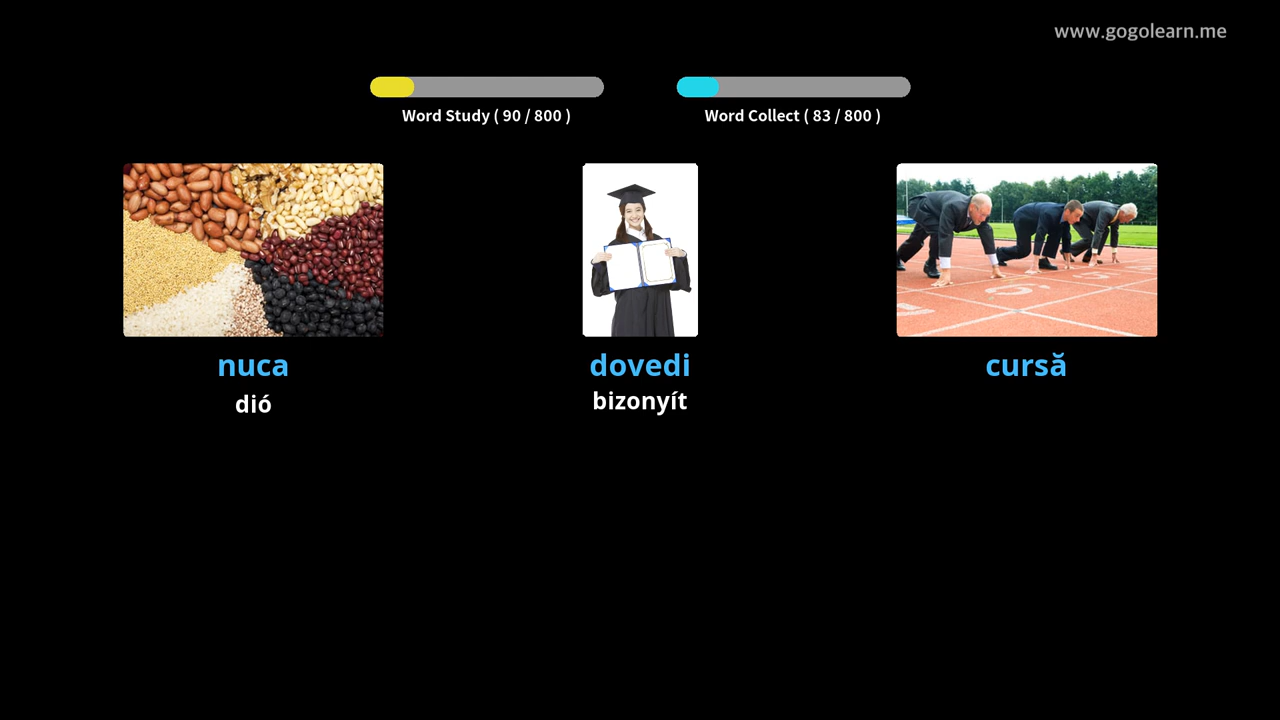 www.gogolearn.me
Word Study ( 90 / 800 )
Word Collect ( 83 / 800 )
nuca
dió
dovedi
bizonyít
cursă